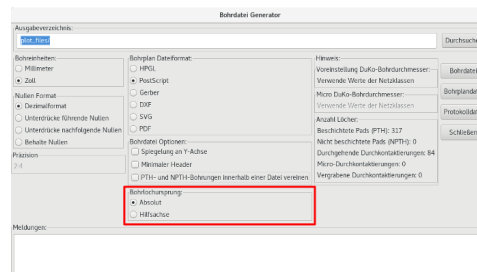 Bohrdatei Generator
Ausgabeverzeichnis:
plot_files/
Durchsuche
Bohreinheiten:
Millimeter
Zoll
Nullen Format
Dezimalformat
Unterdrücke führende Nullen
Unterdrücke nachfolgende Nullen
Behalte Nullen
Präzision
2:4
Bohrplan Dateiformat:
HPGL
PostScript
Gerber
DXF
SVG
PDF
Bohrdatei Optionen:
Spiegelung an Y-Achse
Minimaler Header
PTH- und NPTH-Bohrungen innerhalb einer Datei vereinen
Bohrlochursprung:
Absolut
Hilfsachse
Hinweis:
Voreinstellung DuKo-Bohrdurchmesser:
Verwende Werte der Netzklassen
Micro DuKo-Bohrdurchmesser:
Verwende Werte der Netzklassen
Anzahl Löcher:
Beschichtete Pads (PTH): 317
Nicht beschichtete Pads (NPTH): 0
Durchgehende Durchkontaktierungen: 84
Micro-Durchkontaktierungen: 0
Vergrabene Durchkontaktierungen: 0
Bohrdatei
Bohrplandat
Protokolldat
Schließen
Meldungen: